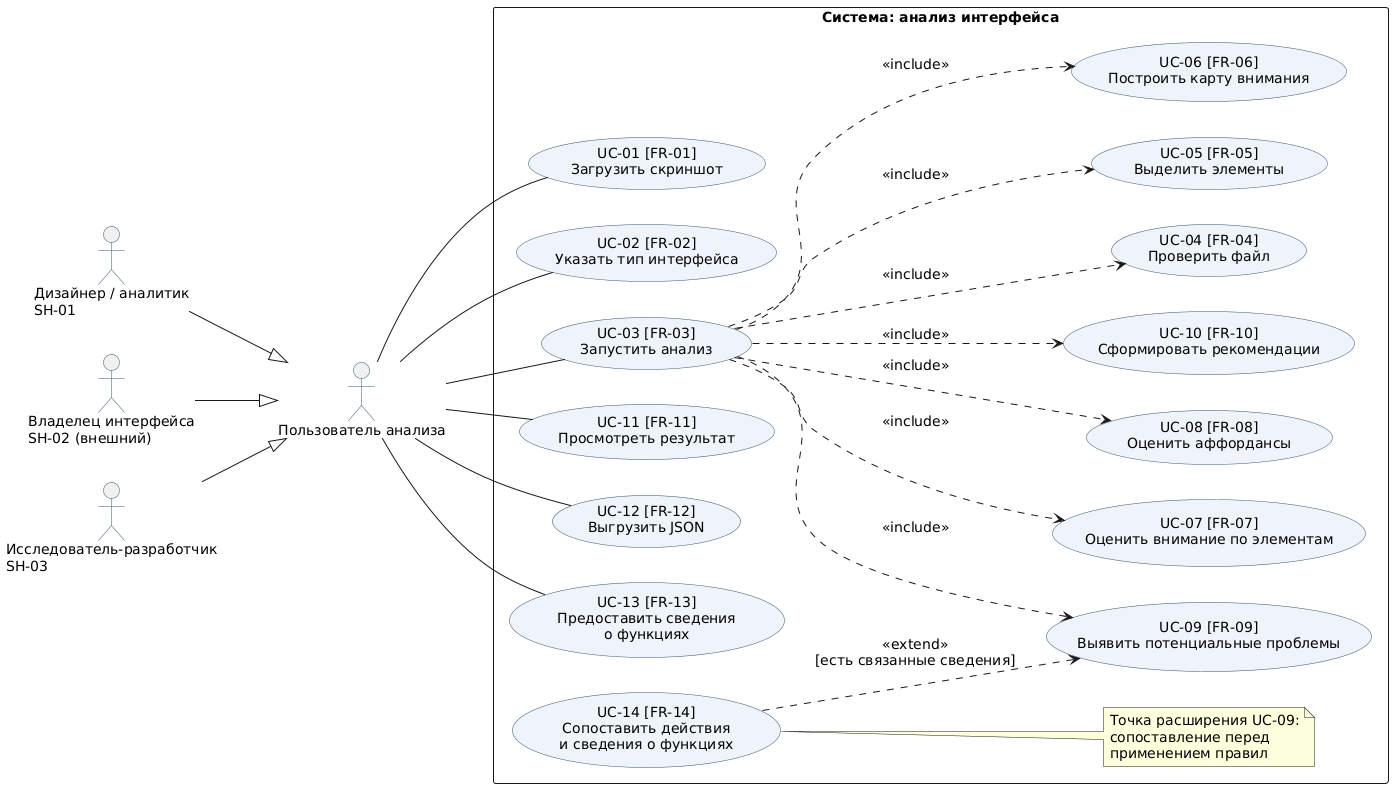 Система: анализ интерфейса
Дизайнер / аналитик
SH-01
Владелец интерфейса
SH-02 (внешний)
Исследователь-разработчик
SH-03
Пользователь анализа
UC-01 [FR-01]
Загрузить скриншот
UC-02 [FR-02]
Указать тип интерфейса
UC-03 [FR-03]
Запустить анализ
UC-11 [FR-11]
Просмотреть результат
UC-12 [FR-12]
Выгрузить JSON
UC-13 [FR-13]
Предоставить сведения
о функциях
UC-14 [FR-14]
Сопоставить действия
и сведения о функциях
«include»
«include»
«include»
«include»
«include»
«include»
«include»
«extend»
[есть связанные сведения]
UC-06 [FR-06]
Построить карту внимания
UC-05 [FR-05]
Выделить элементы
UC-04 [FR-04]
Проверить файл
UC-10 [FR-10]
Сформировать рекомендации
UC-08 [FR-08]
Оценить аффордансы
UC-07 [FR-07]
Оценить внимание по элементам
UC-09 [FR-09]
Выявить потенциальные проблемы
Точка расширения UC-09:
сопоставление перед
применением правил